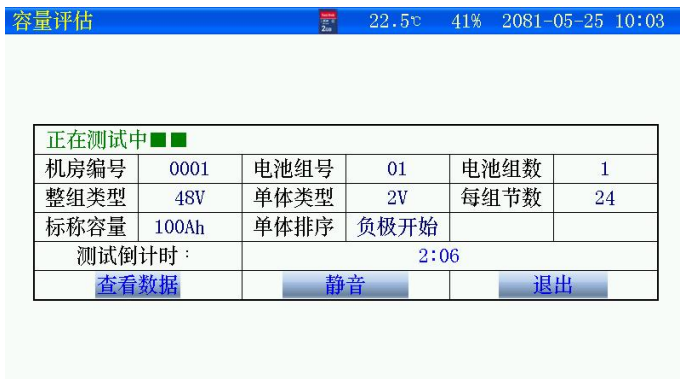 容量评估 22.5℃ 41% 2081-05-25 10:03
正在测试中
机房编号 0001 电池组号 01 电池组数 1
整组类型 48V 单体类型 2V 每组节数 24
标称容量 100Ah 单体排序 负极开始
测试倒计时： 2:06
查看数据 静音 退出